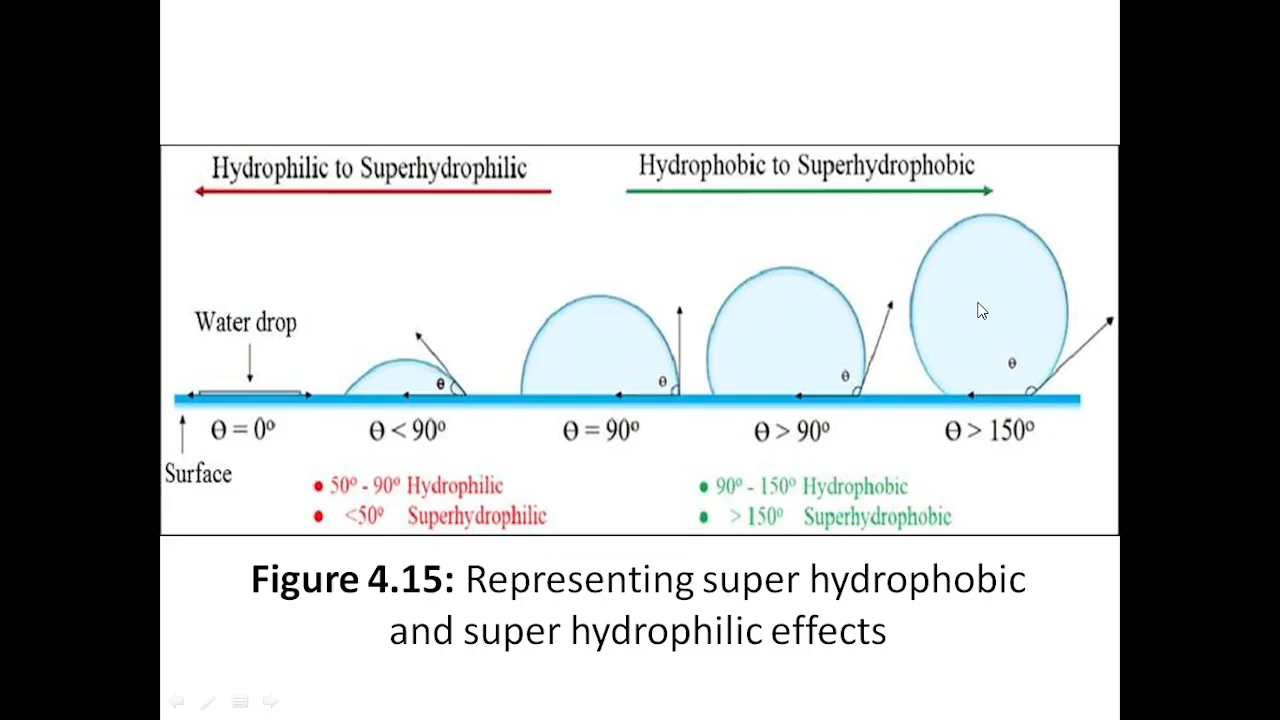 Hydrophilic to Superhydrophilic
Hydrophobic to Superhydrophobic
Water drop
θ
θ
θ
θ
Θ = 0º
Θ < 90º
Θ = 90º
Θ > 90º
Θ > 150º
Surface
• 50º - 90º Hydrophilic
• <50º Superhydrophilic
• 90º - 150º Hydrophobic
• > 150º Superhydrophobic
Figure 4.15: Representing super hydrophobic
and super hydrophilic effects